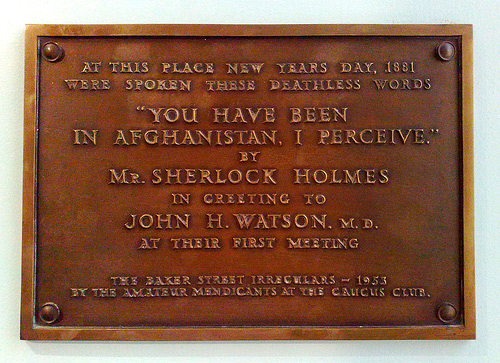 AT THIS PLACE NEW YEARS DAY, 1881
WERE SPOKEN THESE DEATHLESS WORDS
"YOU HAVE BEEN
IN AFGHANISTAN, I PERCEIVE."
BY
MR. SHERLOCK HOLMES
IN GREETING TO
JOHN H. WATSON, M.D.
AT THEIR FIRST MEETING
THE BAKER STREET IRREGULARS – 1953
BY THE AMATEUR MENDICANTS AT THE CAUCUS CLUB.